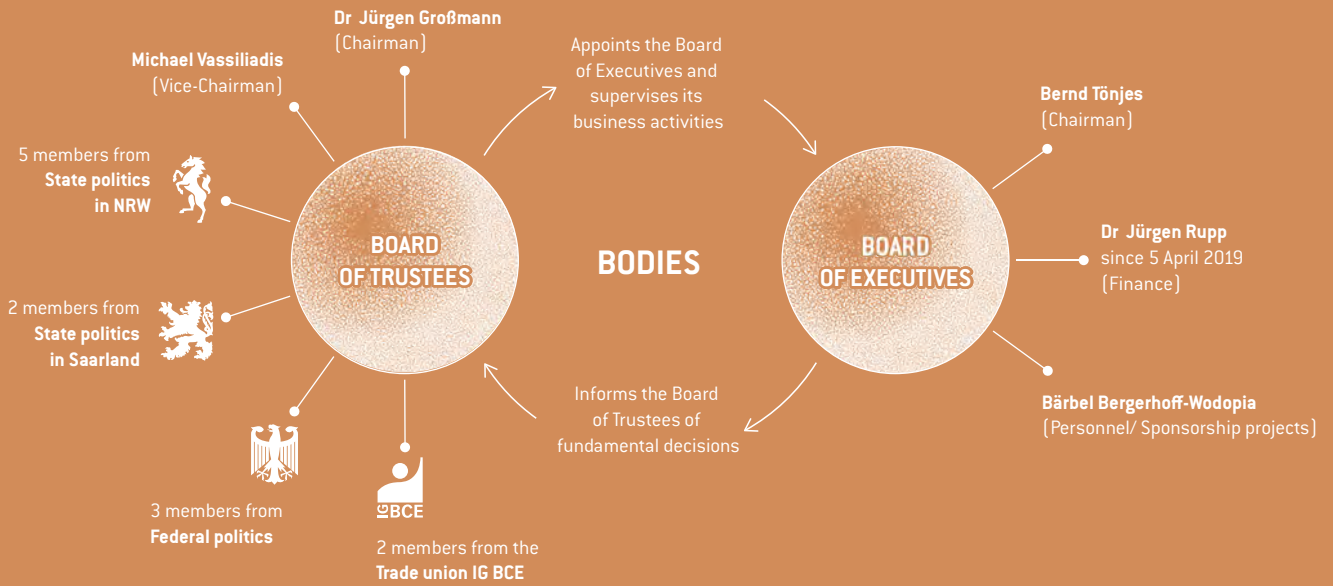 Dr Jürgen Großmann
(Chairman)
Michael Vassiliadis
(Vice-Chairman)
5 members from
State politics
in NRW
2 members from
State politics
in Saarland
3 members from
Federal politics
IGBCE
2 members from the
Trade union IG BCE
BOARD
OF TRUSTEES
Appoints the Board
of Executives and
supervises its
business activities
BODIES
Informs the Board
of Trustees of
fundamental decisions
BOARD
OF EXECUTIVES
Bernd Tönjes
(Chairman)
Dr Jürgen Rupp
since 5 April 2019
(Finance)
Bärbel Bergerhoff-Wodopia
(Personnel/ Sponsorship projects)